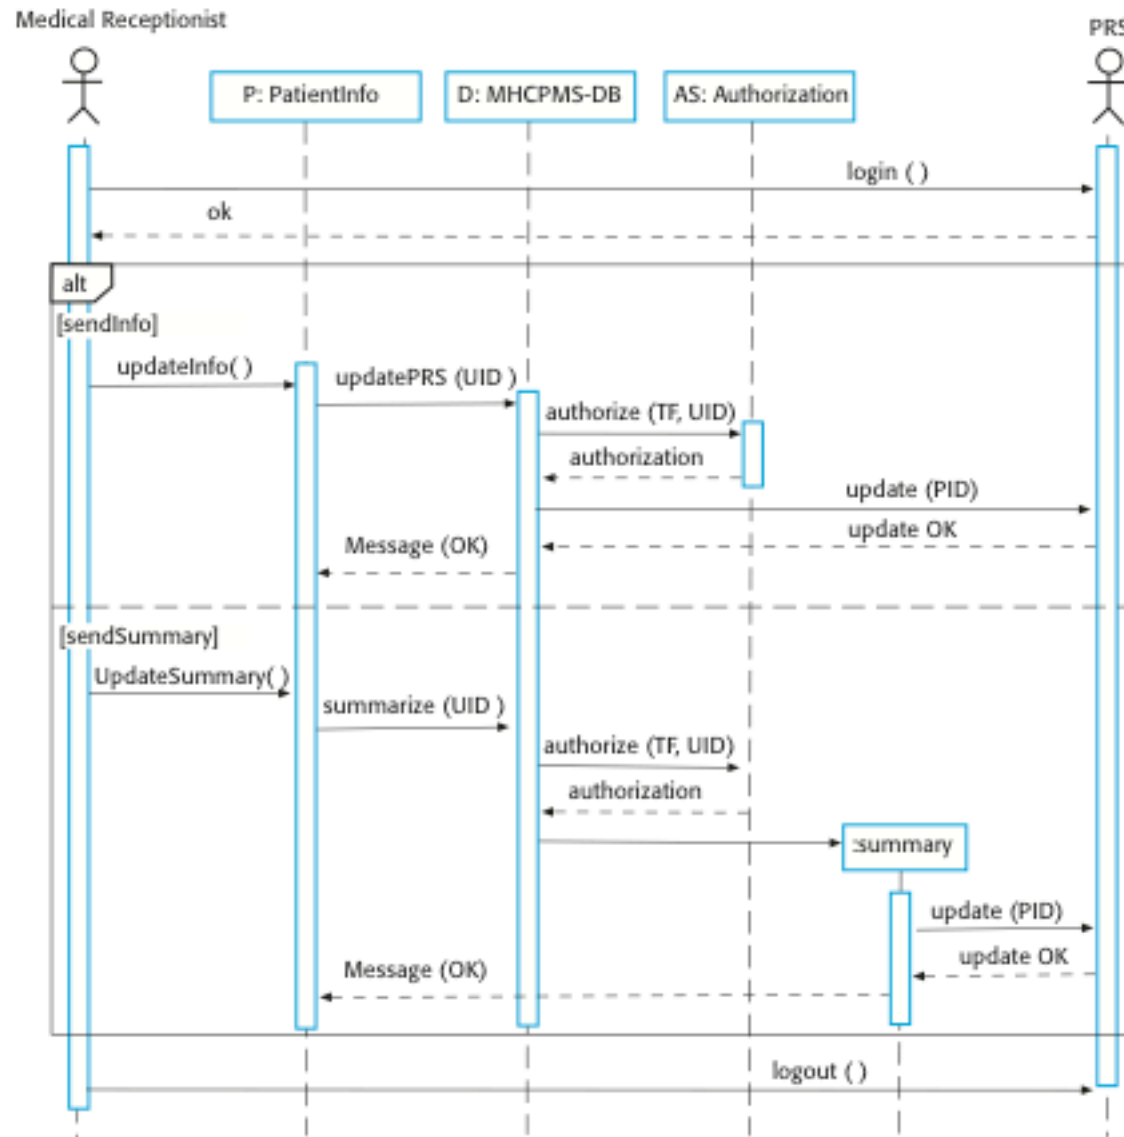 Medical Receptionist
PRS
P: PatientInfo
D: MHCPMS-DB
AS: Authorization
login ( )
ok
alt
[sendInfo]
updateInfo( )
updatePRS (UID )
authorize (TF, UID)
authorization
update (PID)
update OK
Message (OK)
[sendSummary]
UpdateSummary( )
summarize (UID )
authorize (TF, UID)
authorization
:summary
update (PID)
update OK
Message (OK)
logout ( )